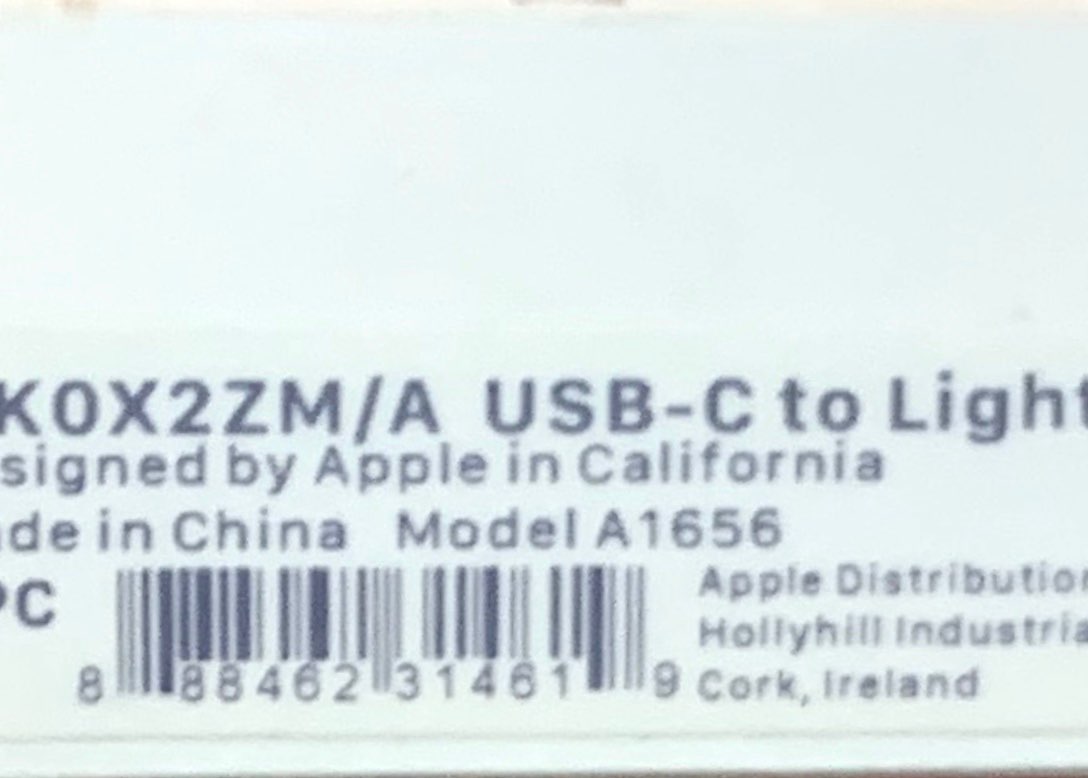 K0X2ZM/A USB-C to Light
signed by Apple in California
de in China Model A1656
PC
8 88462 31461 9
Apple Distribution
Hollyhill Industria
Cork, Ireland